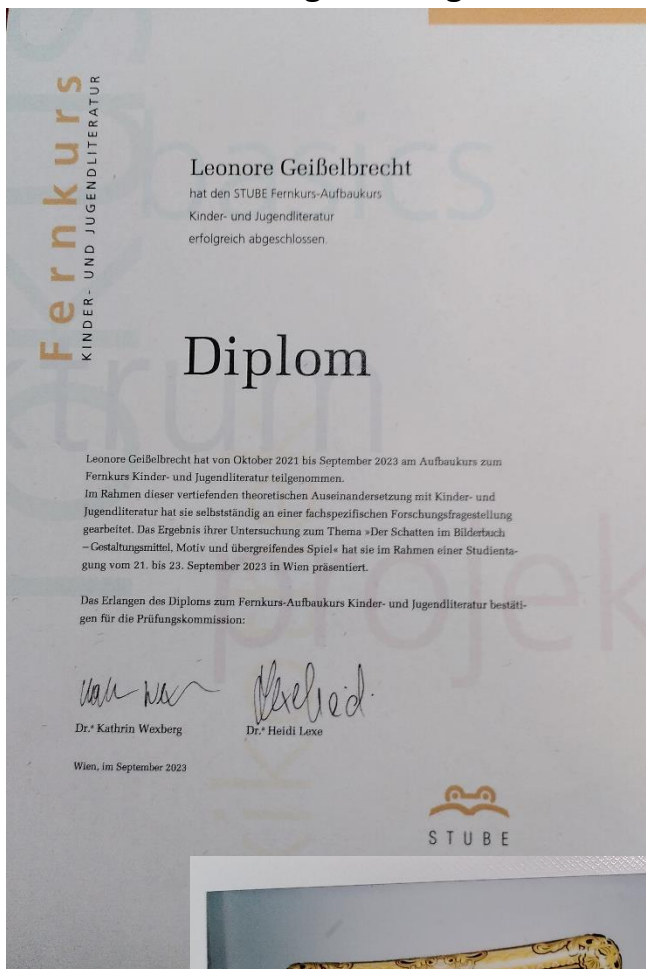 Fernkurs
KINDER- UND JUGENDLITERATUR
basics
Leonore Geißelbrecht
hat den STUBE Fernkurs-Aufbaukurs
Kinder- und Jugendliteratur
erfolgreich abgeschlossen.
Diplom
ktrum
Leonore Geißelbrecht hat von Oktober 2021 bis September 2023 am Aufbaukurs zum
Fernkurs Kinder- und Jugendliteratur teilgenommen.
Im Rahmen dieser vertiefenden theoretischen Auseinandersetzung mit Kinder- und
Jugendliteratur hat sie selbstständig an einer fachspezifischen Forschungsfragestellung
gearbeitet. Das Ergebnis ihrer Untersuchung zum Thema »Der Schatten im Bilderbuch
– Gestaltungsmittel, Motiv und übergreifendes Spiel« hat sie im Rahmen einer Studienta-
gung vom 21. bis 23. September 2023 in Wien präsentiert.
projek
Das Erlangen des Diploms zum Fernkurs-Aufbaukurs Kinder- und Jugendliteratur bestäti-
gen für die Prüfungskommission:
Dr.ᵃ Kathrin Wexberg
Dr.ᵃ Heidi Lexe
Wien, im September 2023
STUBE